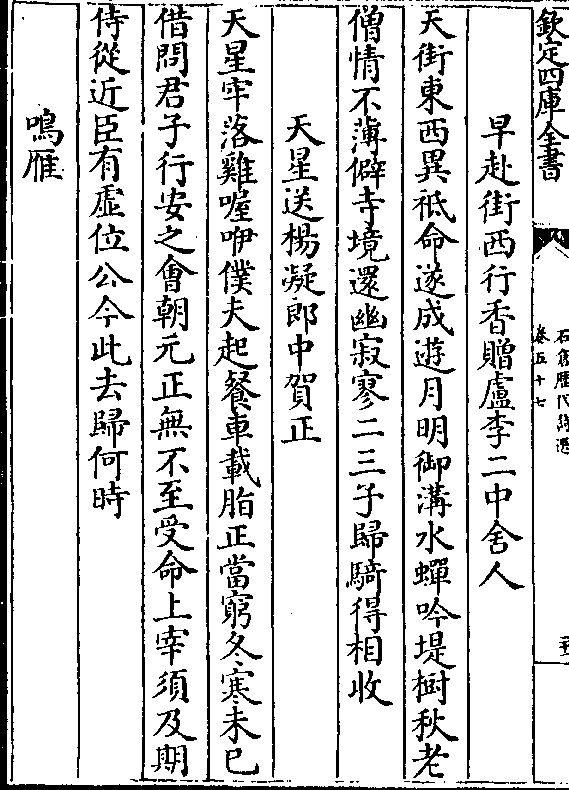 欽定四庫全書
石倉歷代詩選
卷五十七
早赴街西行香贈盧李二中舍人
天街東西異祗命遂成遊月明御溝水蟬吟堤樹秋老
僧情不薄僻寺境還幽寂寥二三子歸騎得相收
天星送楊凝郎中賀正
天星牢落雞喔咿僕夫起餐車載脂正當窮冬寒未已
借問君子行安之會朝元正無不至受命上宰須及期
侍從近臣有虛位公今此去歸何時
鳴雁